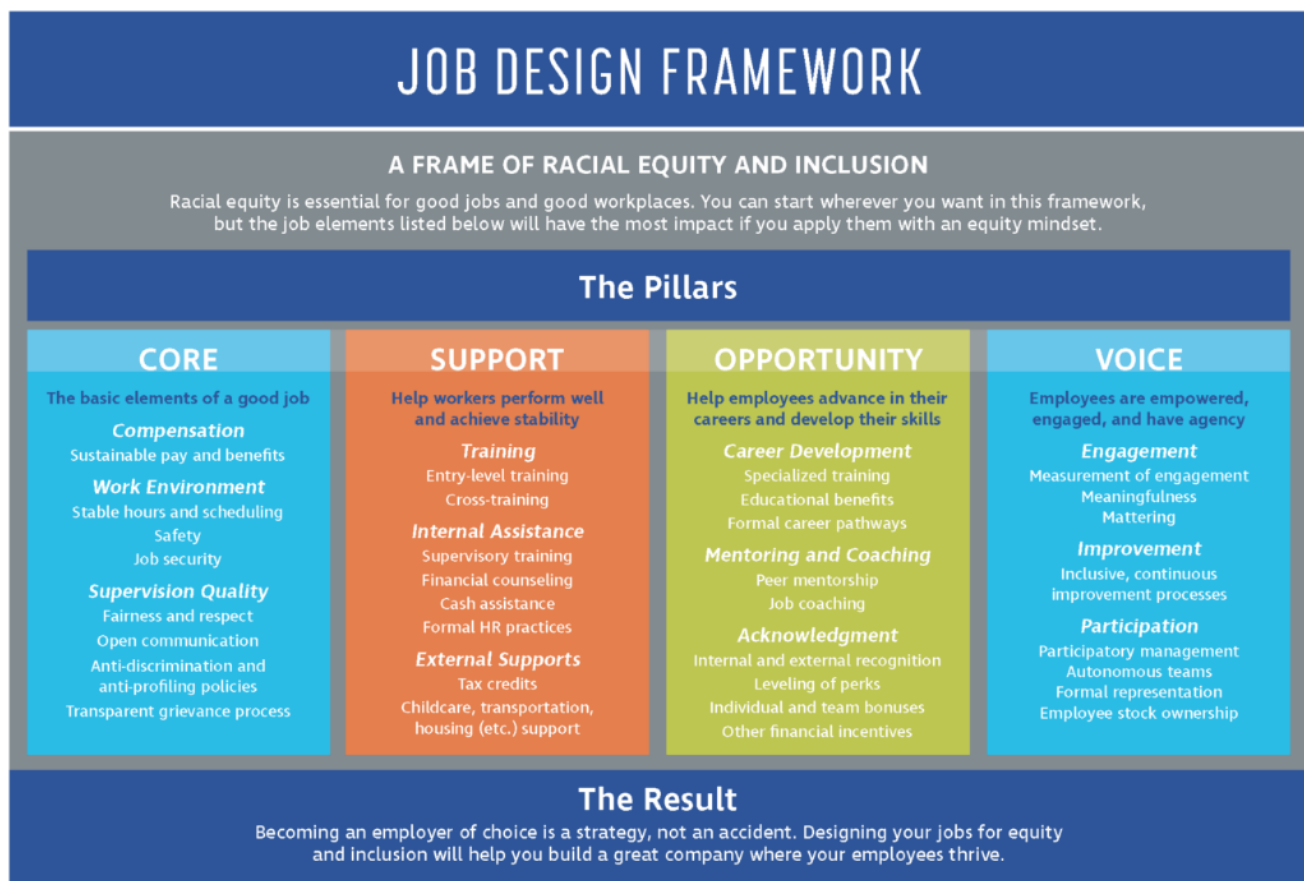 JOB DESIGN FRAMEWORK
A FRAME OF RACIAL EQUITY AND INCLUSION
Racial equity is essential for good jobs and good workplaces. You can start wherever you want in this framework,
but the job elements listed below will have the most impact if you apply them with an equity mindset.
The Pillars
CORE
The basic elements of a good job
Compensation
Sustainable pay and benefits
Work Environment
Stable hours and scheduling
Safety
Job security
Supervision Quality
Fairness and respect
Open communication
Anti-discrimination and
anti-profiling policies
Transparent grievance process
SUPPORT
Help workers perform well
and achieve stability
Training
Entry-level training
Cross-training
Internal Assistance
Supervisory training
Financial counseling
Cash assistance
Formal HR practices
External Supports
Tax credits
Childcare, transportation,
housing (etc.) support
OPPORTUNITY
Help employees advance in their
careers and develop their skills
Career Development
Specialized training
Educational benefits
Formal career pathways
Mentoring and Coaching
Peer mentorship
Job coaching
Acknowledgment
Internal and external recognition
Leveling of perks
Individual and team bonuses
Other financial incentives
VOICE
Employees are empowered,
engaged, and have agency
Engagement
Measurement of engagement
Meaningfulness
Mattering
Improvement
Inclusive, continuous
improvement processes
Participation
Participatory management
Autonomous teams
Formal representation
Employee stock ownership
The Result
Becoming an employer of choice is a strategy, not an accident. Designing your jobs for equity
and inclusion will help you build a great company where your employees thrive.